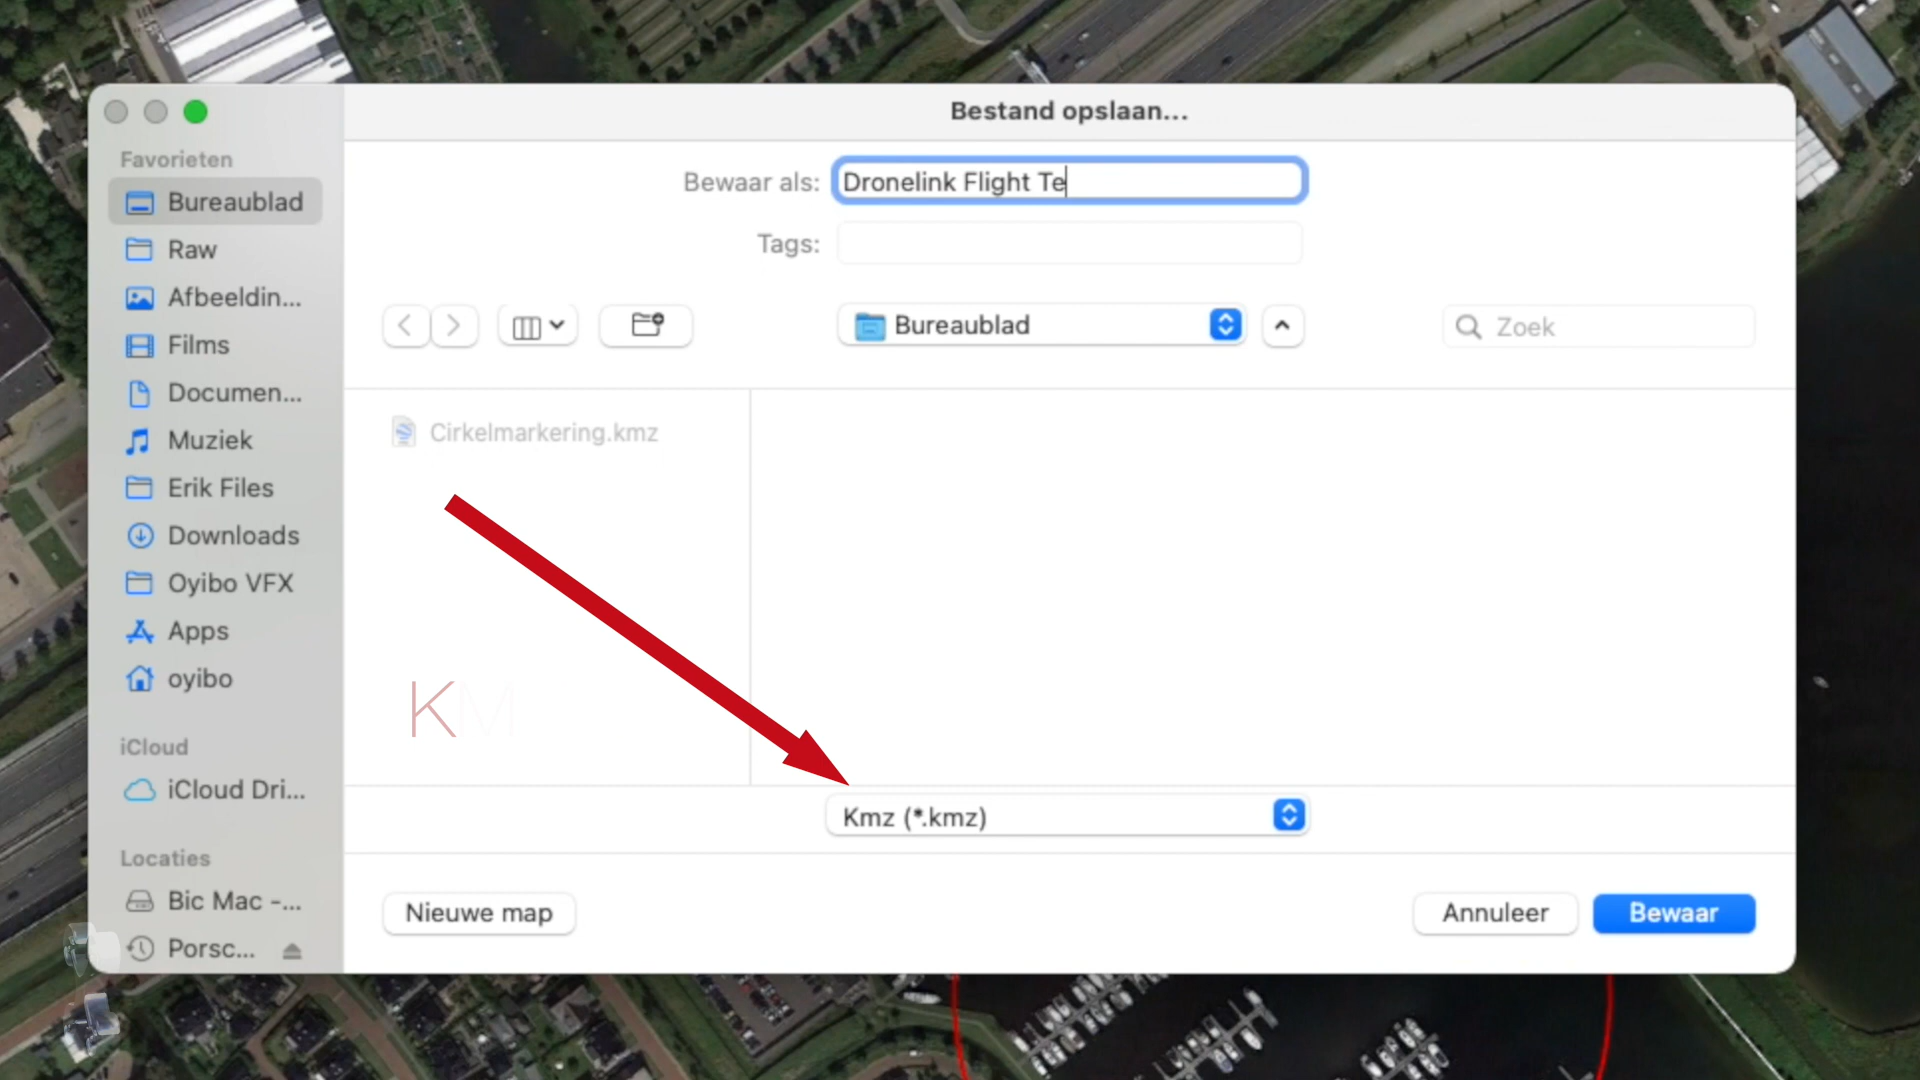 Bestand opslaan...
Bewaar als: Dronelink Flight Te
Tags:
Bureaublad
Zoek
Favorieten
Bureaublad
Raw
Afbeeldin...
Films
Documen...
Muziek
Erik Files
Downloads
Oyibo VFX
Apps
oyibo
iCloud
iCloud Dri...
Locaties
Bic Mac -...
Porsc...
Cirkelmarkering.kmz
KM
Kmz (*.kmz)
Nieuwe map
Annuleer
Bewaar